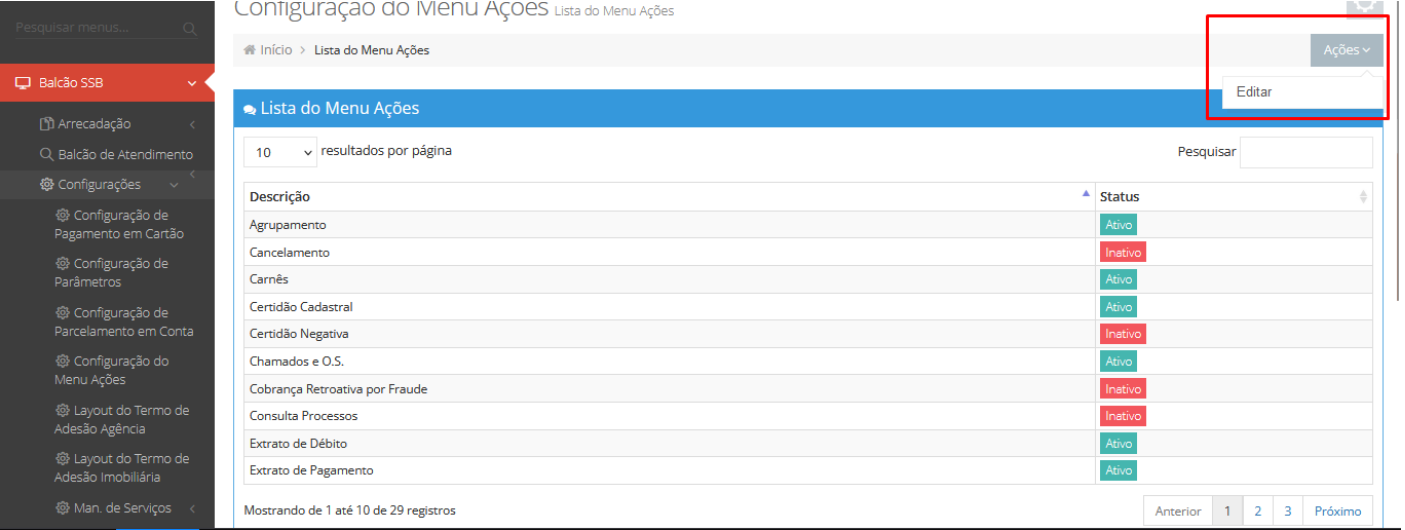 Configuração do Menu Ações Lista do Menu Ações
Pesquisar menus...
Início > Lista do Menu Ações
Ações
Editar
Balcão SSB
Arrecadação
Balcão de Atendimento
Configurações
Configuração de
Pagamento em Cartão
Configuração de
Parâmetros
Configuração de
Parcelamento em Conta
Configuração do
Menu Ações
Layout do Termo de
Adesão Agência
Layout do Termo de
Adesão Imobiliária
Man. de Serviços
Lista do Menu Ações
10 resultados por página
Pesquisar
Descrição Status
Agrupamento Ativo
Cancelamento Inativo
Carnês Ativo
Certidão Cadastral Ativo
Certidão Negativa Inativo
Chamados e O.S. Ativo
Cobrança Retroativa por Fraude Inativo
Consulta Processos Inativo
Extrato de Débito Ativo
Extrato de Pagamento Ativo
Mostrando de 1 até 10 de 29 registros
Anterior 1 2 3 Próximo